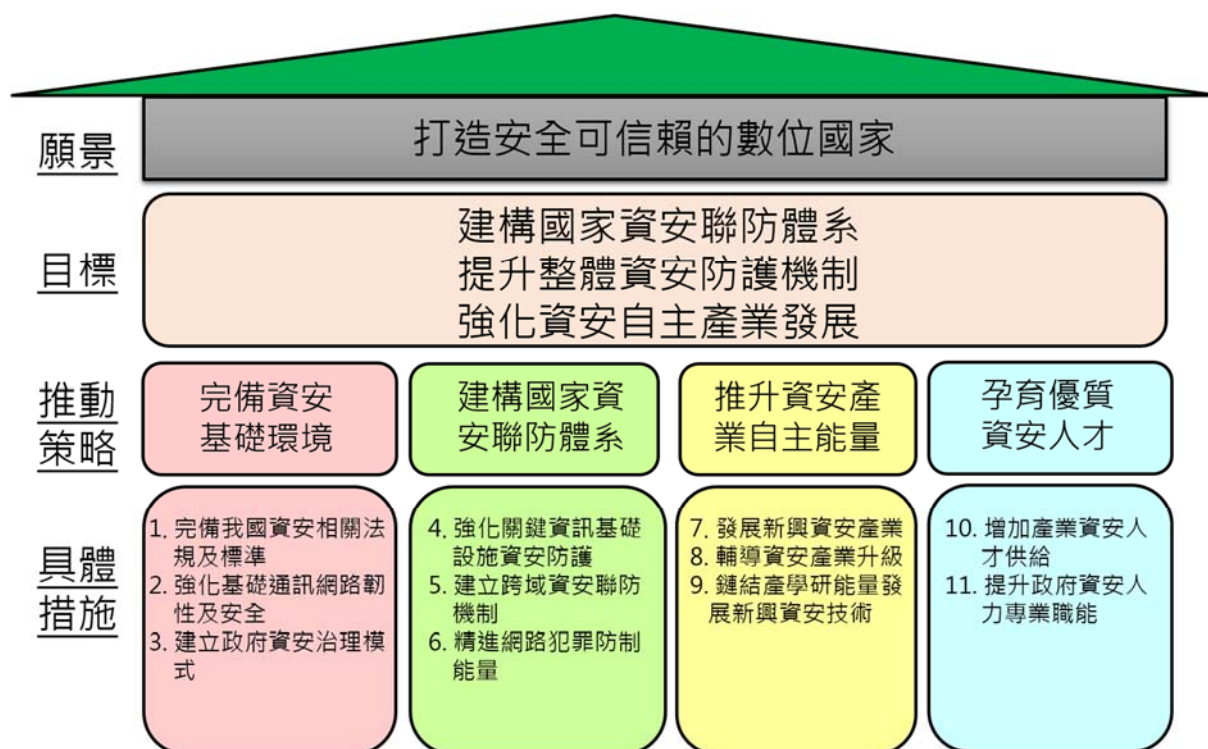 願景
打造安全可信賴的數位國家
目標
建構國家資安聯防體系
提升整體資安防護機制
強化資安自主產業發展
推動
策略
完備資安
基礎環境
建構國家資
安聯防體系
推升資安產
業自主能量
孕育優質
資安人才
具體
措施
1. 完備我國資安相關法
規及標準
2. 強化基礎通訊網路韌
性及安全
3. 建立政府資安治理模
式
4. 強化關鍵資訊基礎
設施資安防護
5. 建立跨域資安聯防
機制
6. 精進網路犯罪防制
能量
7. 發展新興資安產業
8. 輔導資安產業升級
9. 鏈結產學研能量發
展新興資安技術
10. 增加產業資安人
才供給
11. 提升政府資安人
力專業職能